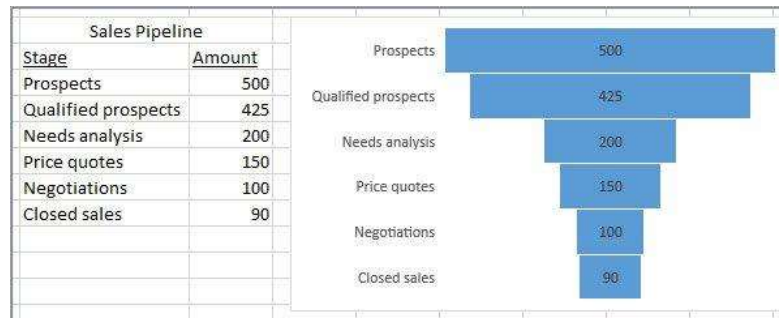 Sales Pipeline
Stage Amount
Prospects 500
Qualified prospects 425
Needs analysis 200
Price quotes 150
Negotiations 100
Closed sales 90
Prospects 500
Qualified prospects 425
Needs analysis 200
Price quotes 150
Negotiations 100
Closed sales 90